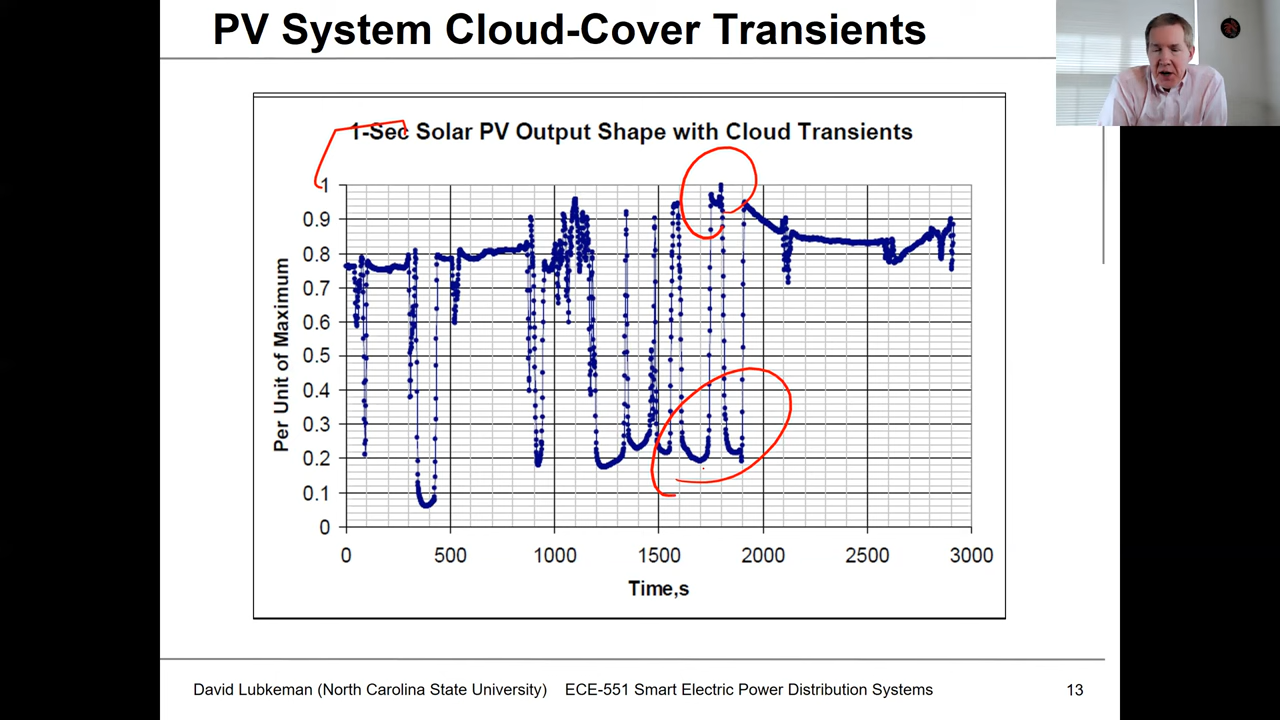 PV System Cloud-Cover Transients
1-Sec Solar PV Output Shape with Cloud Transients
1
0.9
0.8
0.7
0.6
0.5
0.4
0.3
0.2
0.1
0
Per Unit of Maximum
0 500 1000 1500 2000 2500 3000
Time,s
David Lubkeman (North Carolina State University) ECE-551 Smart Electric Power Distribution Systems 13